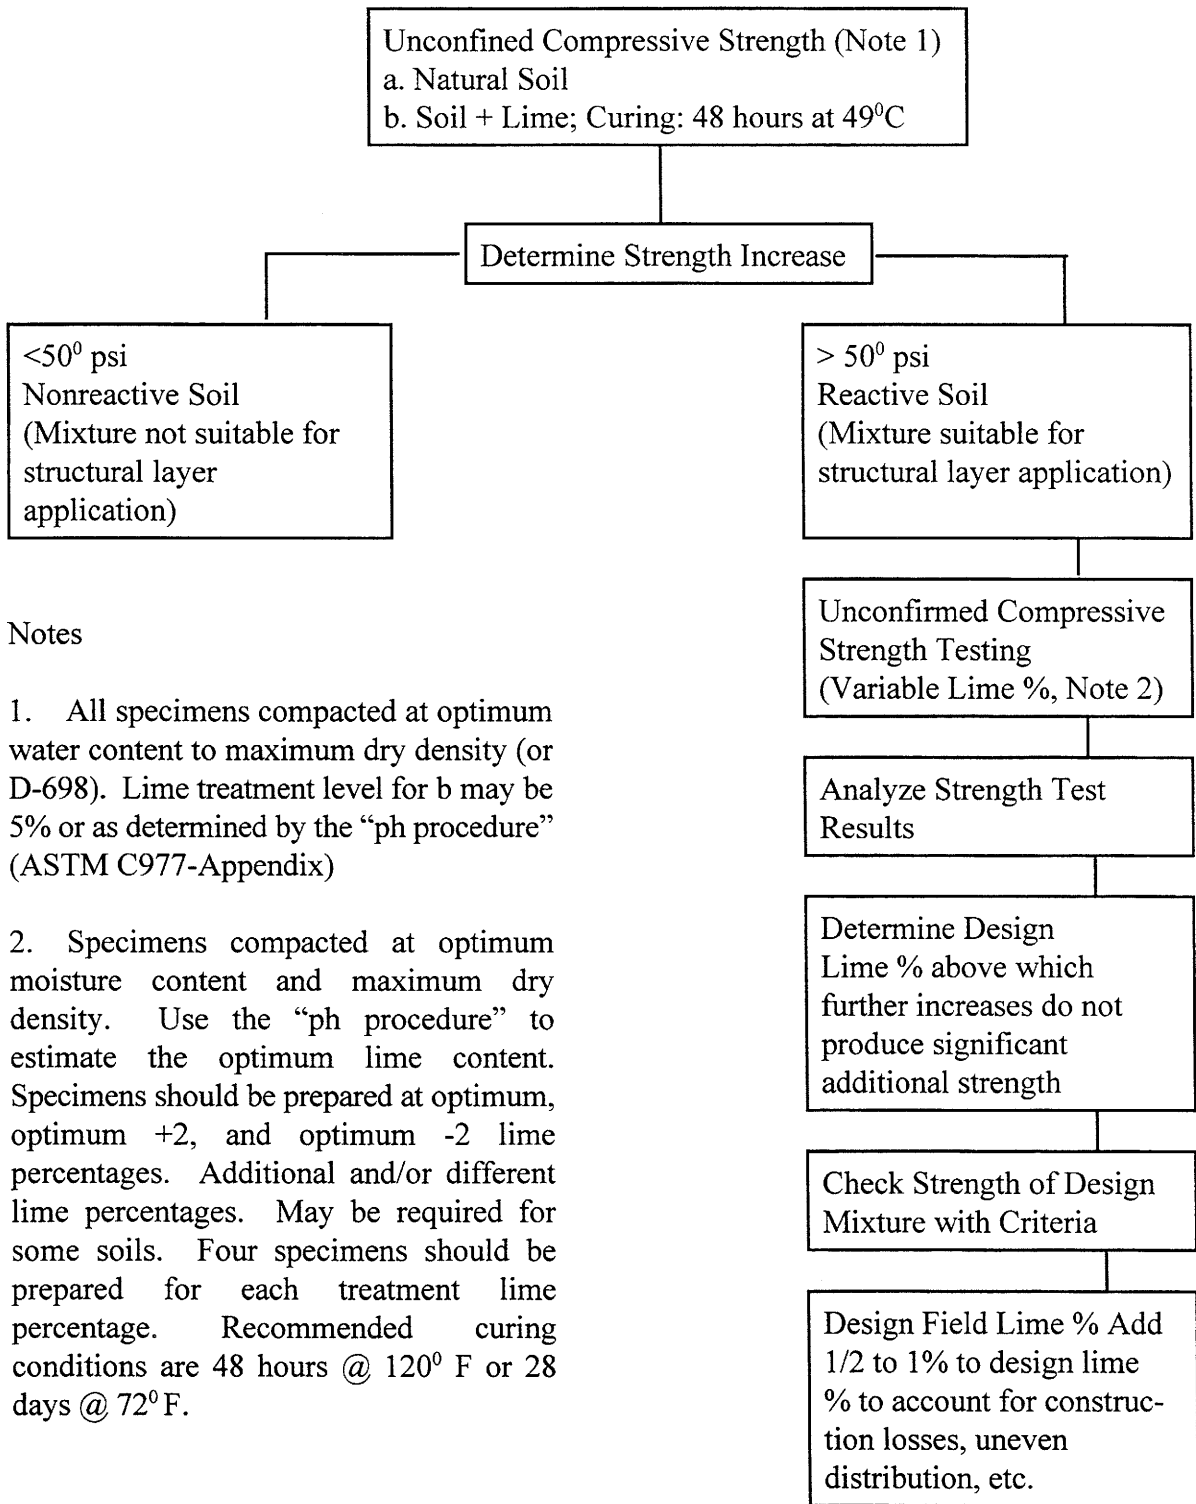 Unconfined Compressive Strength (Note 1)
a. Natural Soil
b. Soil + Lime; Curing: 48 hours at 49⁰C
Determine Strength Increase
<50⁰ psi
Nonreactive Soil
(Mixture not suitable for
structural layer
application)
> 50⁰ psi
Reactive Soil
(Mixture suitable for
structural layer application)
Unconfirmed Compressive
Strength Testing
(Variable Lime %, Note 2)
Analyze Strength Test
Results
Determine Design
Lime % above which
further increases do not
produce significant
additional strength
Check Strength of Design
Mixture with Criteria
Design Field Lime % Add
1/2 to 1% to design lime
% to account for construc-
tion losses, uneven
distribution, etc.
Notes
1. All specimens compacted at optimum
water content to maximum dry density (or
D-698). Lime treatment level for b may be
5% or as determined by the “ph procedure”
(ASTM C977-Appendix)
2. Specimens compacted at optimum
moisture content and maximum dry
density. Use the “ph procedure” to
estimate the optimum lime content.
Specimens should be prepared at optimum,
optimum +2, and optimum -2 lime
percentages. Additional and/or different
lime percentages. May be required for
some soils. Four specimens should be
prepared for each treatment lime
percentage. Recommended curing
conditions are 48 hours @ 120⁰ F or 28
days @ 72⁰ F.